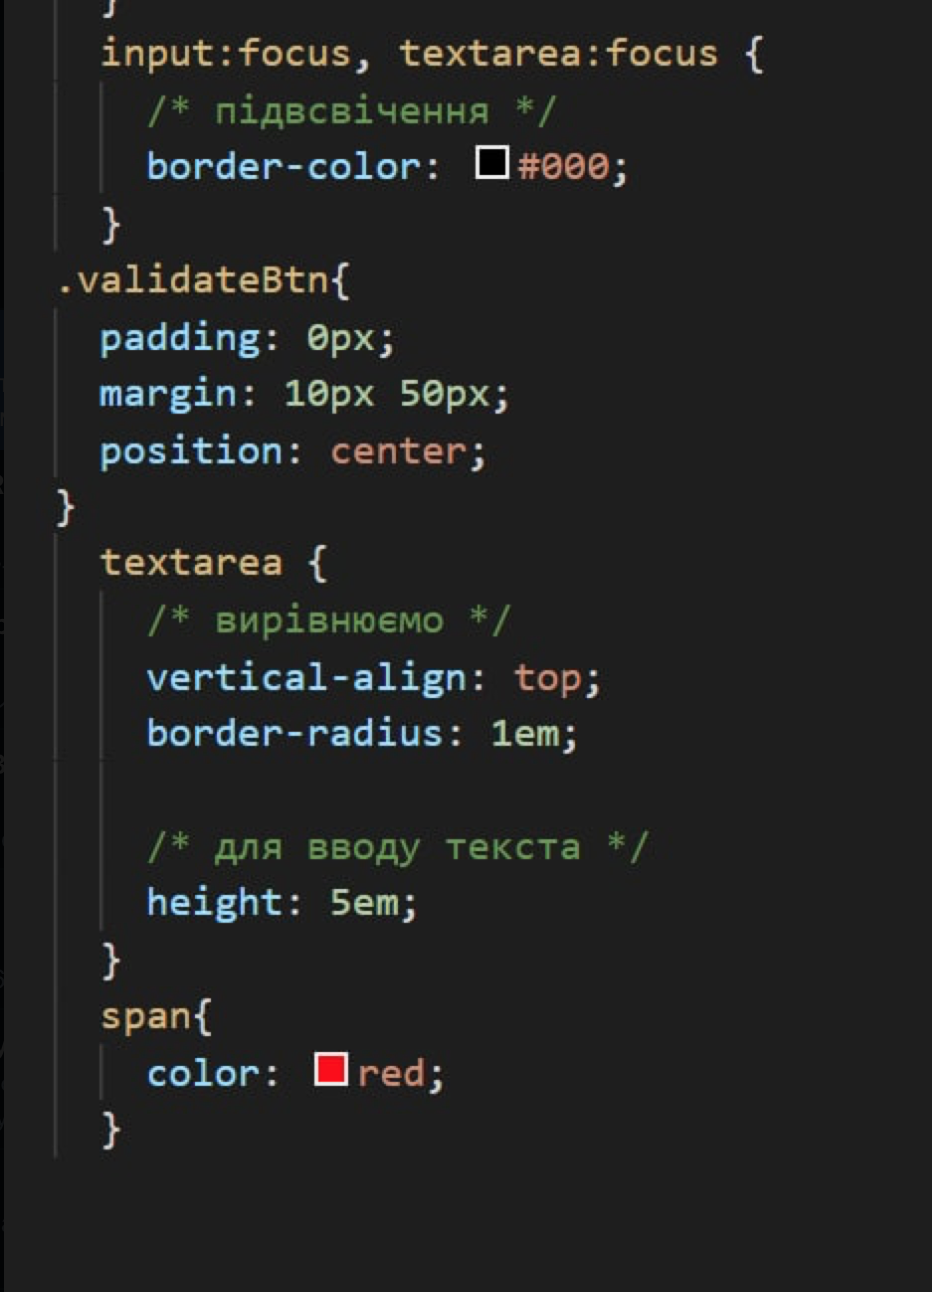 }
input:focus, textarea:focus {
/* підвсвічення */
border-color: #000;
}
.validateBtn{
padding: 0px;
margin: 10px 50px;
position: center;
}
textarea {
/* вирівнюємо */
vertical-align: top;
border-radius: 1em;
/* для вводу текста */
height: 5em;
}
span{
color: red;
}